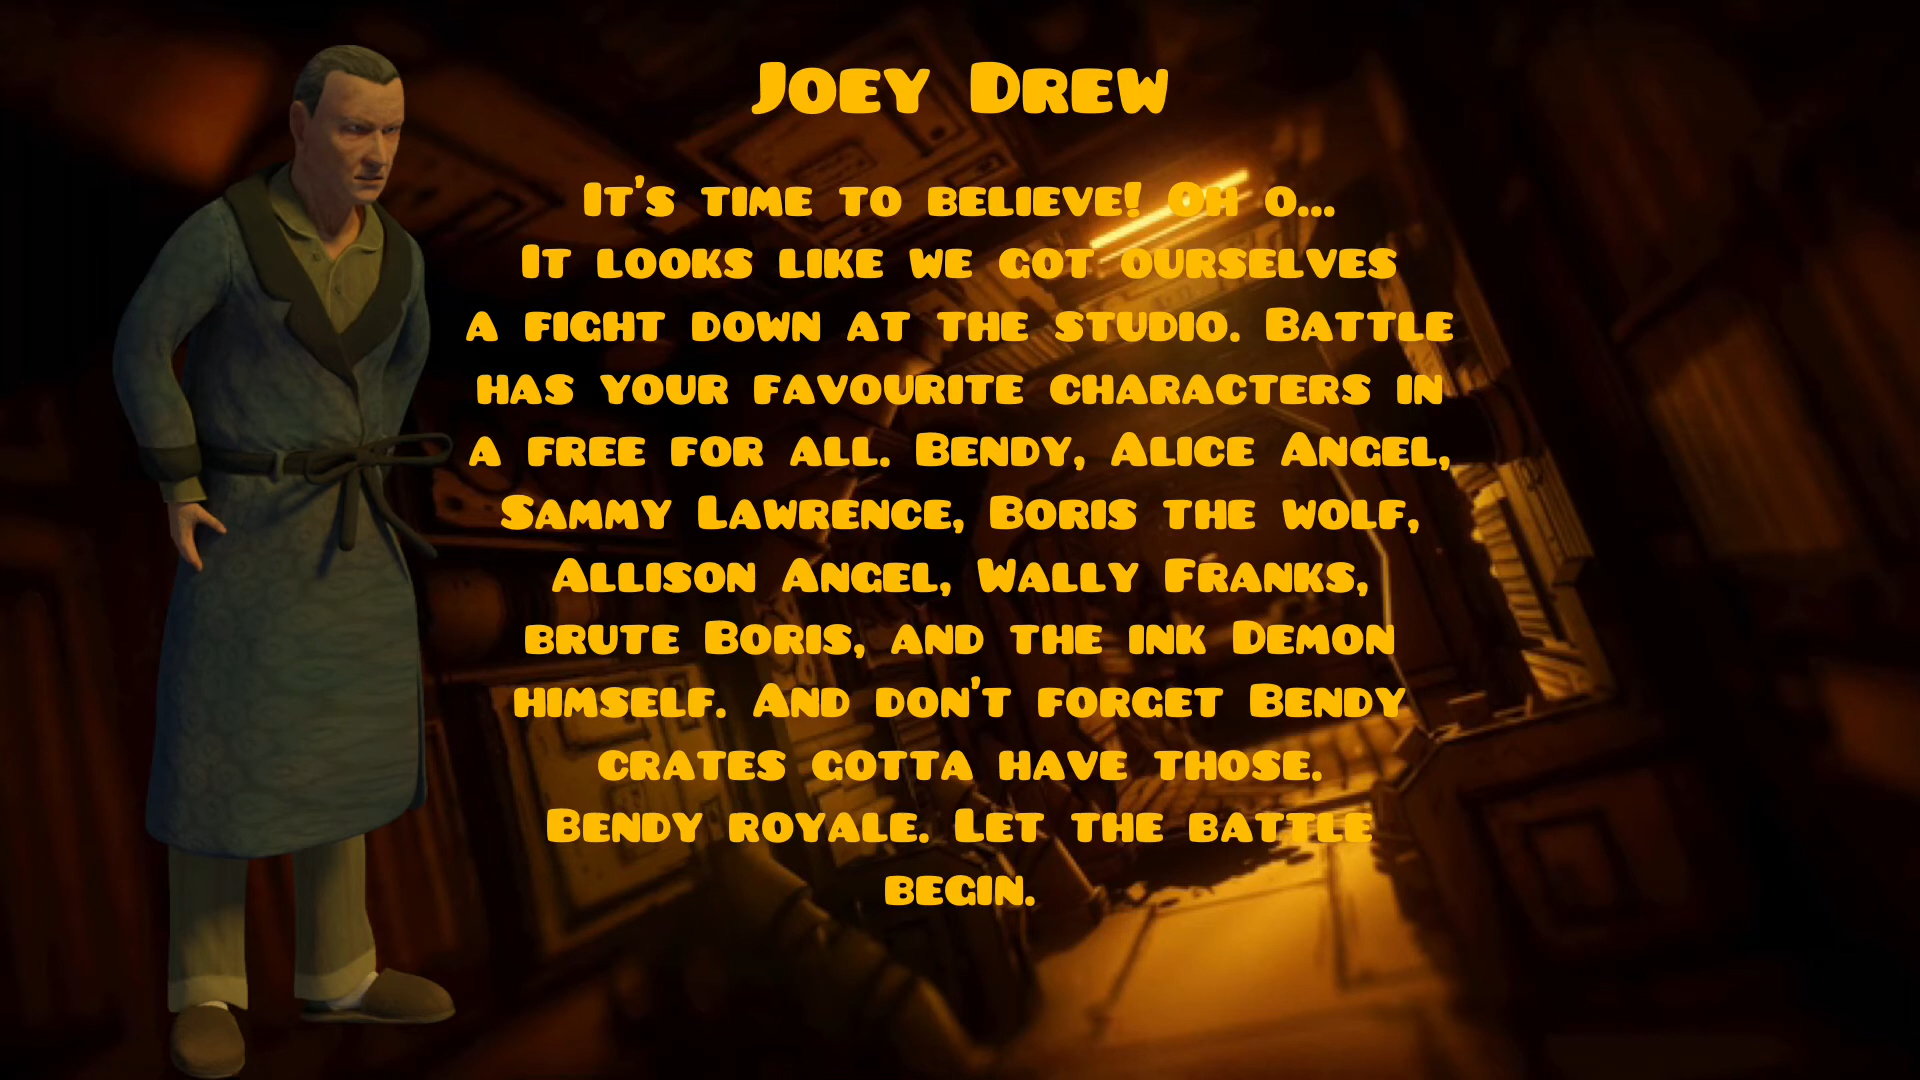 Joey Drew
It's time to believe! Oh o...
It looks like we got ourselves
a fight down at the studio. Battle
has your favourite characters in
a free for all. Bendy, Alice Angel,
Sammy Lawrence, Boris the wolf,
Allison Angel, Wally Franks,
brute Boris, and the ink Demon
himself. And don't forget Bendy
crates gotta have those.
Bendy royale. Let the battle
begin.